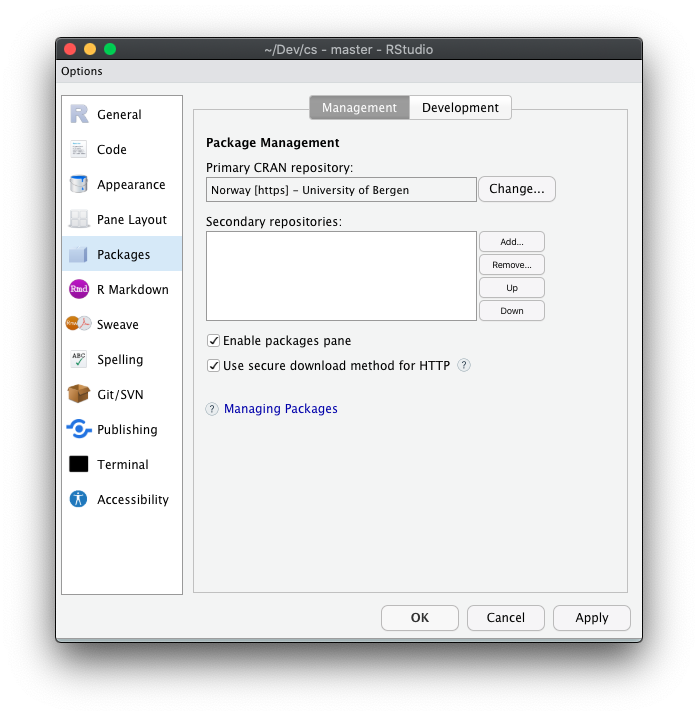 ~/Dev/cs - master - RStudio
Options
General
Code
Appearance
Pane Layout
Packages
R Markdown
Sweave
Spelling
Git/SVN
Publishing
Terminal
Accessibility
Management Development
Package Management
Primary CRAN repository:
Norway [https] – University of Bergen Change...
Secondary repositories:
Add...
Remove...
Up
Down
Enable packages pane
Use secure download method for HTTP ?
? Managing Packages
OK Cancel Apply